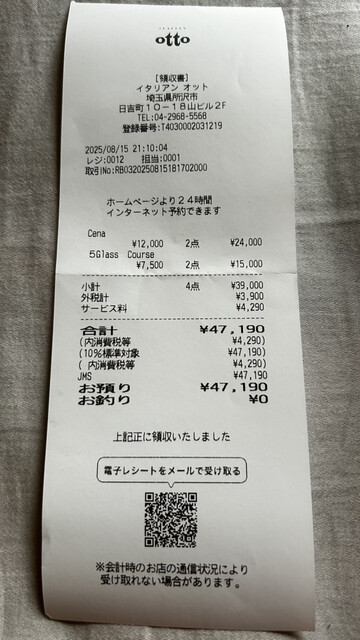 otto
[領収書]
イタリアン オット
埼玉県所沢市
日吉町10-18山ビル2F
TEL:04-2968-5568
登録番号:T4030002031219
2025/08/15 21:10:04
レジ:0012 担当:0001
取引No:RB0320250815181702000
ホームページより24時間
インターネット予約できます
Cena
¥12,000 2点 ¥24,000
5Glass Course
¥7,500 2点 ¥15,000
小計 4点 ¥39,000
外税計 ¥3,900
サービス料 ¥4,290
合計 ¥47,190
(内消費税等 ¥4,290)
(10%標準対象 ¥47,190)
( 内消費税等 ¥4,290)
JMS ¥47,190
お預り ¥47,190
お釣り ¥0
上記正に領収いたしました
電子レシートをメールで受け取る
※会計時のお店の通信状況により
受け取れない場合があります。